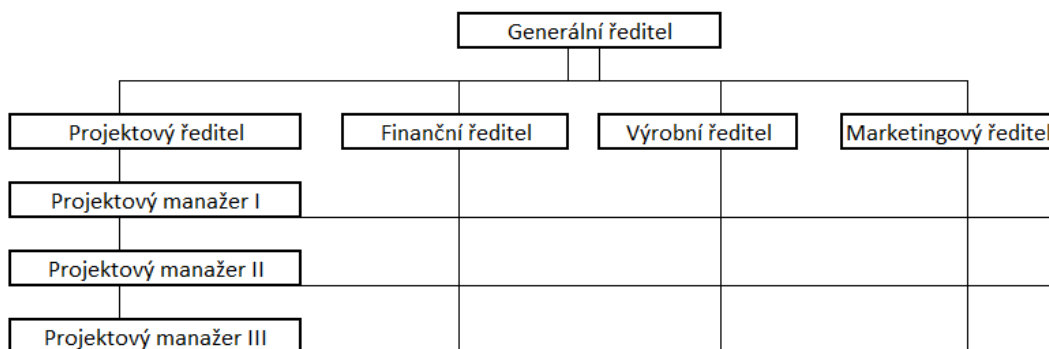 Generální ředitel
Projektový ředitel
Finanční ředitel
Výrobní ředitel
Marketingový ředitel
Projektový manažer I
Projektový manažer II
Projektový manažer III